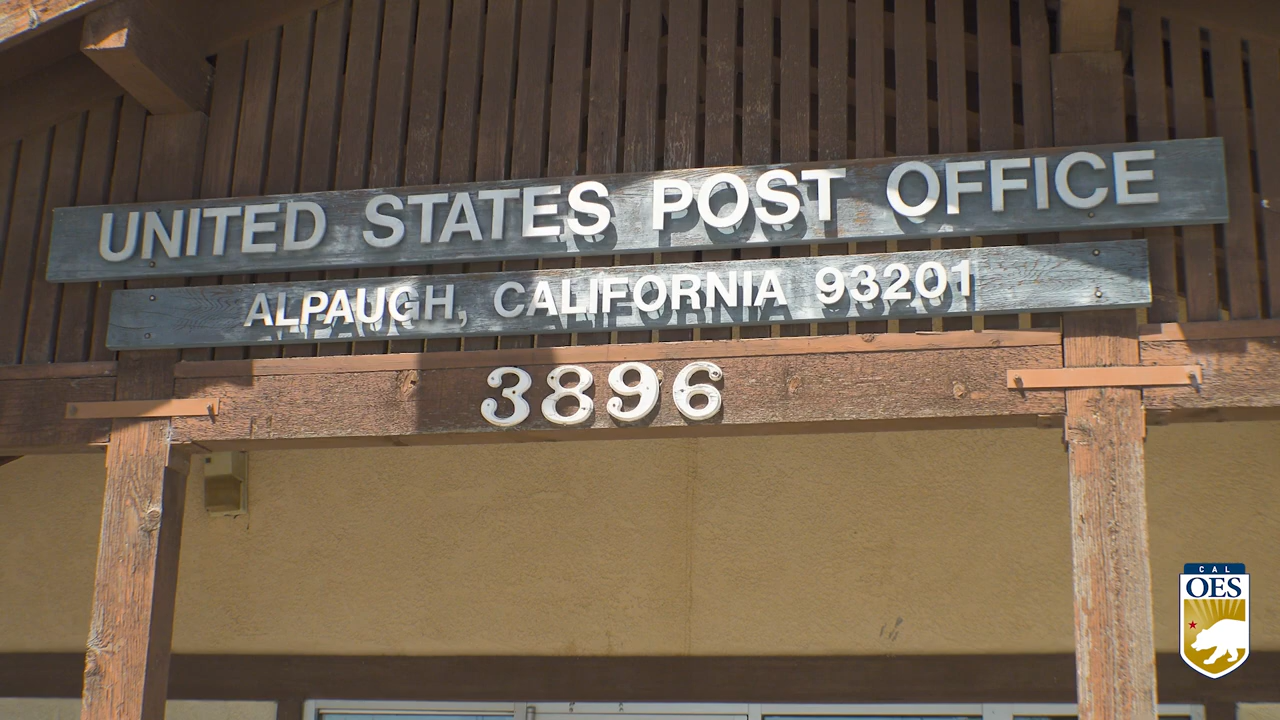 UNITED STATES POST OFFICE
ALPAUGH, CALIFORNIA 93201
3896
CAL
OES